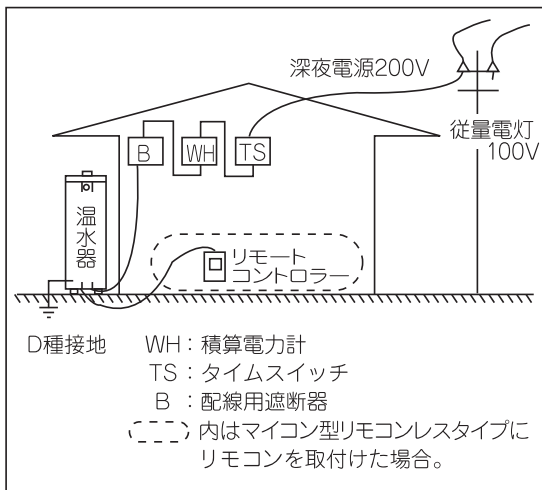 深夜電源200V
従量電灯
100V
B
WH
TS
温水器
リモート
コントローラー
D種接地
WH：積算電力計
TS：タイムスイッチ
B：配線用遮断器
内はマイコン型リモコンレスタイプに
リモコンを取付けた場合。